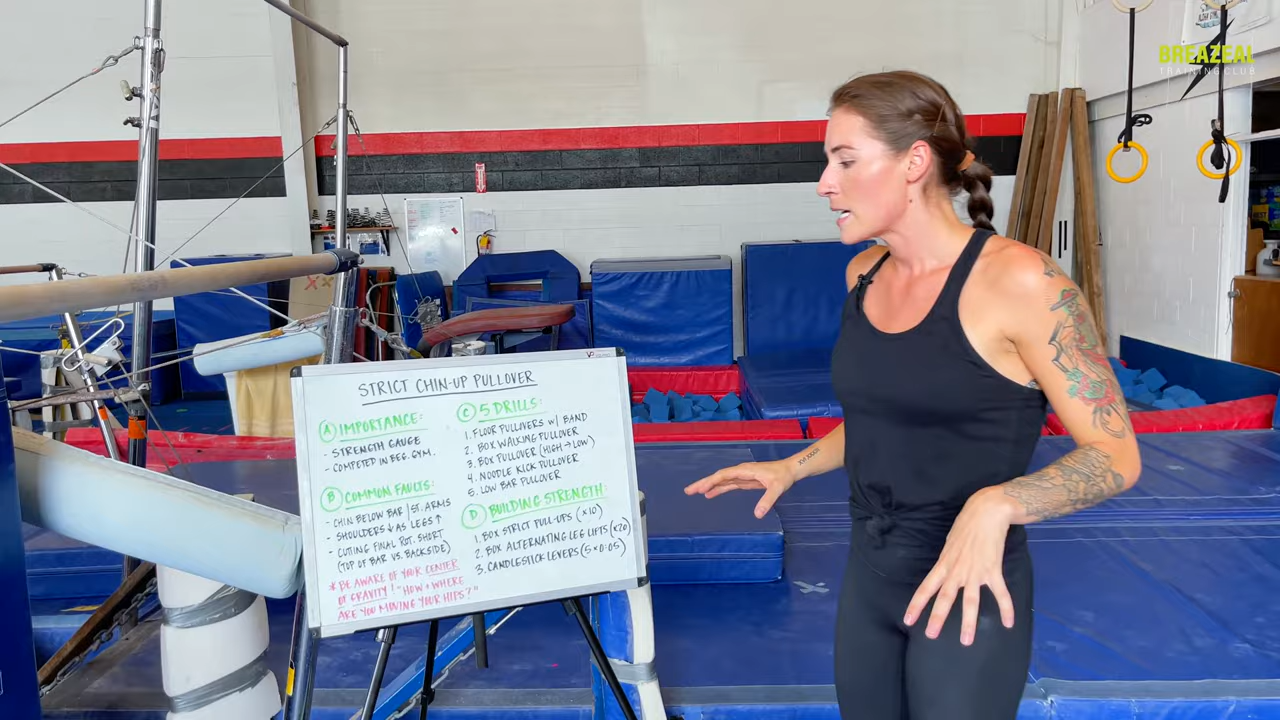 BREAZEAL
TRAINING CLUB
STRICT CHIN-UP PULLOVER
(A) IMPORTANCE:
- STRENGTH GAUGE
- COMPETED IN BEG. GYM.
(B) COMMON FAULTS:
- CHIN BELOW BAR / ST. ARMS
- SHOULDERS ↓ AS LEGS ↑
- CUTTING FINAL POS. SHORT
(TOP OF BAR VS. BACKSIDE)
* BE AWARE OF YOUR CENTER
OF GRAVITY! - "HOW + WHERE
ARE YOU MOVING YOUR HIPS?"
(C) 5 DRILLS:
1. FLOOR PULLOVERS W/ BAND
2. BOX WALKING PULLOVER
3. BOX PULLOVER (HIGH → LOW)
4. NOODLE KICK PULLOVER
5. LOW BAR PULLOVER
(D) BUILDING STRENGTH:
1. BOX STRICT PULL-UPS (x10)
2. BOX ALTERNATING LEG LIFTS (x20)
3. CANDLESTICK LEVERS (5x0:05)